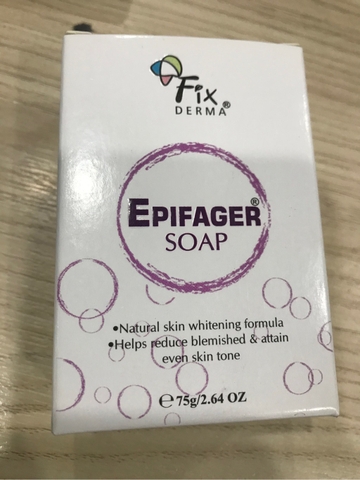 Fix
DERMA®
EPIFAGER®
SOAP
•Natural skin whitening formula
•Helps reduce blemished & attain
even skin tone
℮ 75g/2.64 OZ